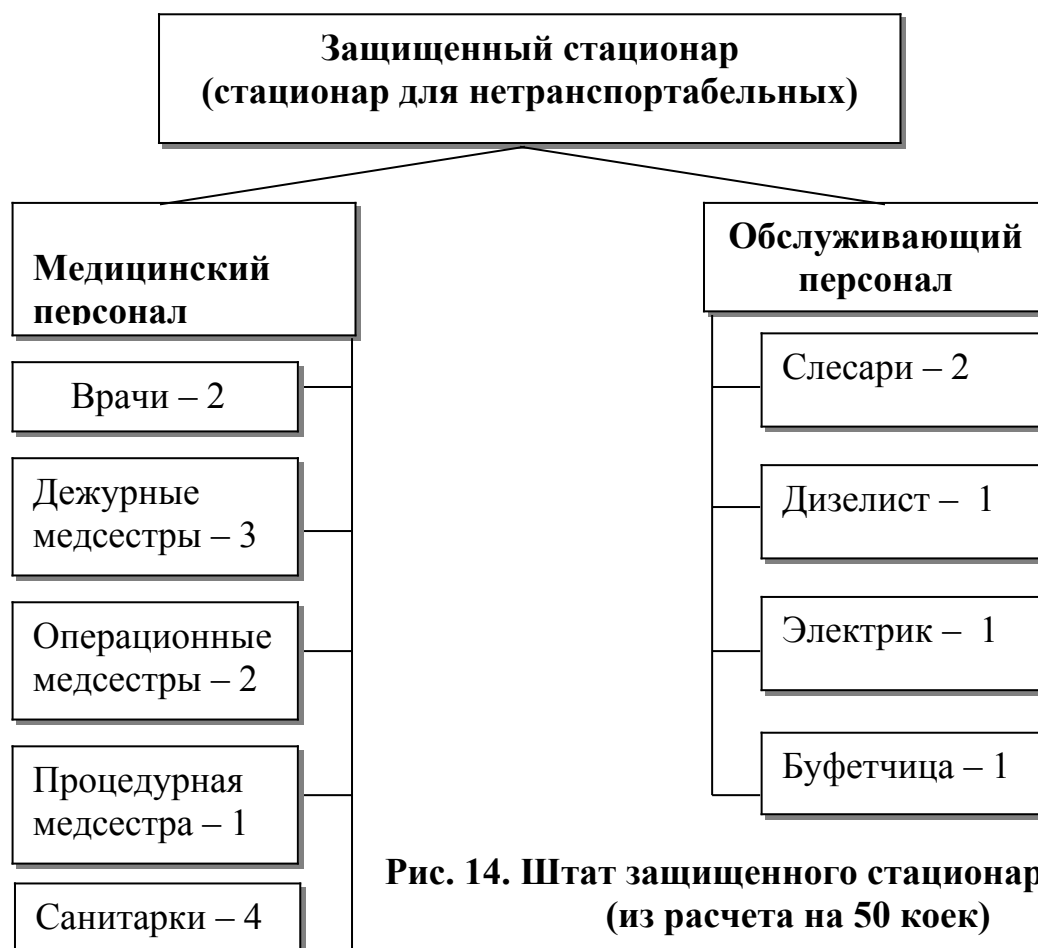 Защищенный стационар
(стационар для нетранспортабельных)
Медицинский
персонал
Врачи – 2
Дежурные
медсестры – 3
Операционные
медсестры – 2
Процедурная
медсестра – 1
Санитарки – 4
Обслуживающий
персонал
Слесари – 2
Дизелист – 1
Электрик – 1
Буфетчица – 1
Рис. 14. Штат защищенного стационар
(из расчета на 50 коек)